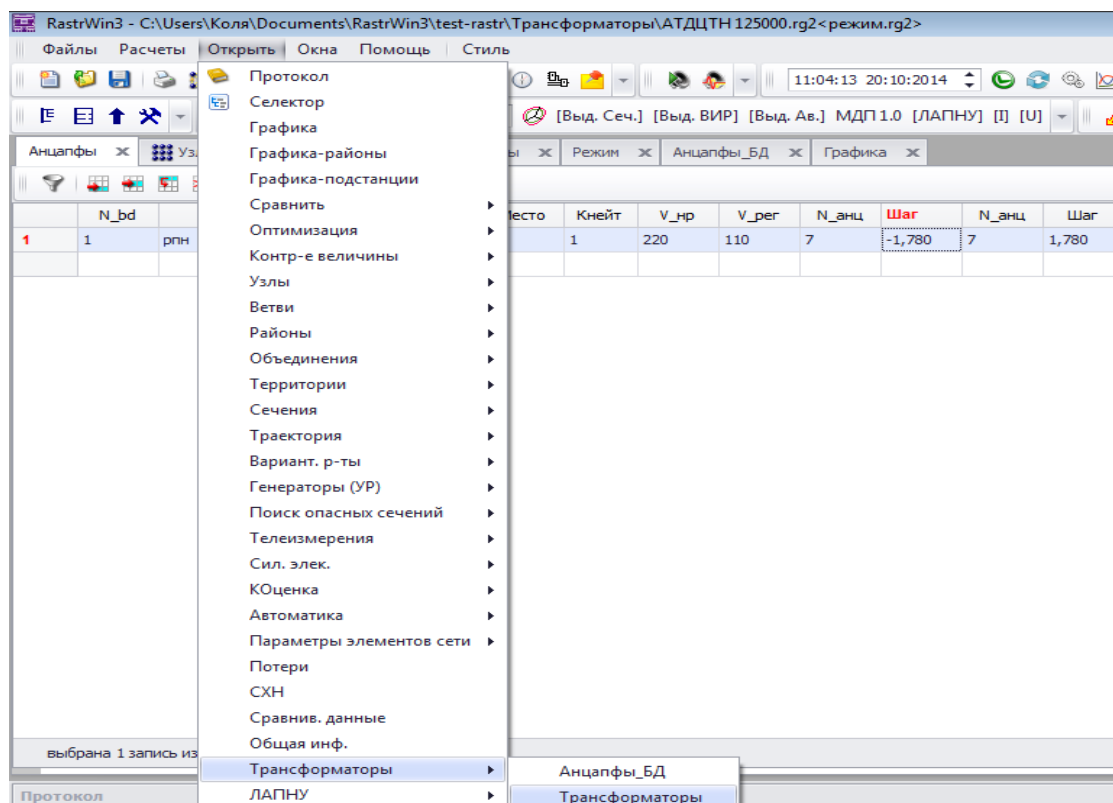 RastrWin3 - C:\Users\Коля\Documents\RastrWin3\test-rastr\Трансформаторы\АТДЦТН 125000.rg2<режим.rg2>
Файлы Расчеты Открыть Окна Помощь Стиль
11:04:13 20:10:2014
[Выд. Сеч.] [Выд. ВИР] [Выд. Ав.] МДП 1.0 [ЛАПНУ] [I] [U]
Анцапфы Режим Анцапфы_БД Графика
N_bd Кнейт V_нр V_рег N_анц Шаг N_анц Шаг
1 1 рпн 1 220 110 7 -1,780 7 1,780
Протокол
Селектор
Графика
Графика-районы
Графика-подстанции
Сравнить
Оптимизация
Контр-е величины
Узлы
Ветви
Районы
Объединения
Территории
Сечения
Траектория
Вариант. р-ты
Генераторы (УР)
Поиск опасных сечений
Телеизмерения
Сил. элек.
КОценка
Автоматика
Параметры элементов сети
Потери
СХН
Сравнив. данные
Общая инф.
Трансформаторы
ЛАПНУ
Анцапфы_БД
Трансформаторы
выбрана 1 запись из
Протокол